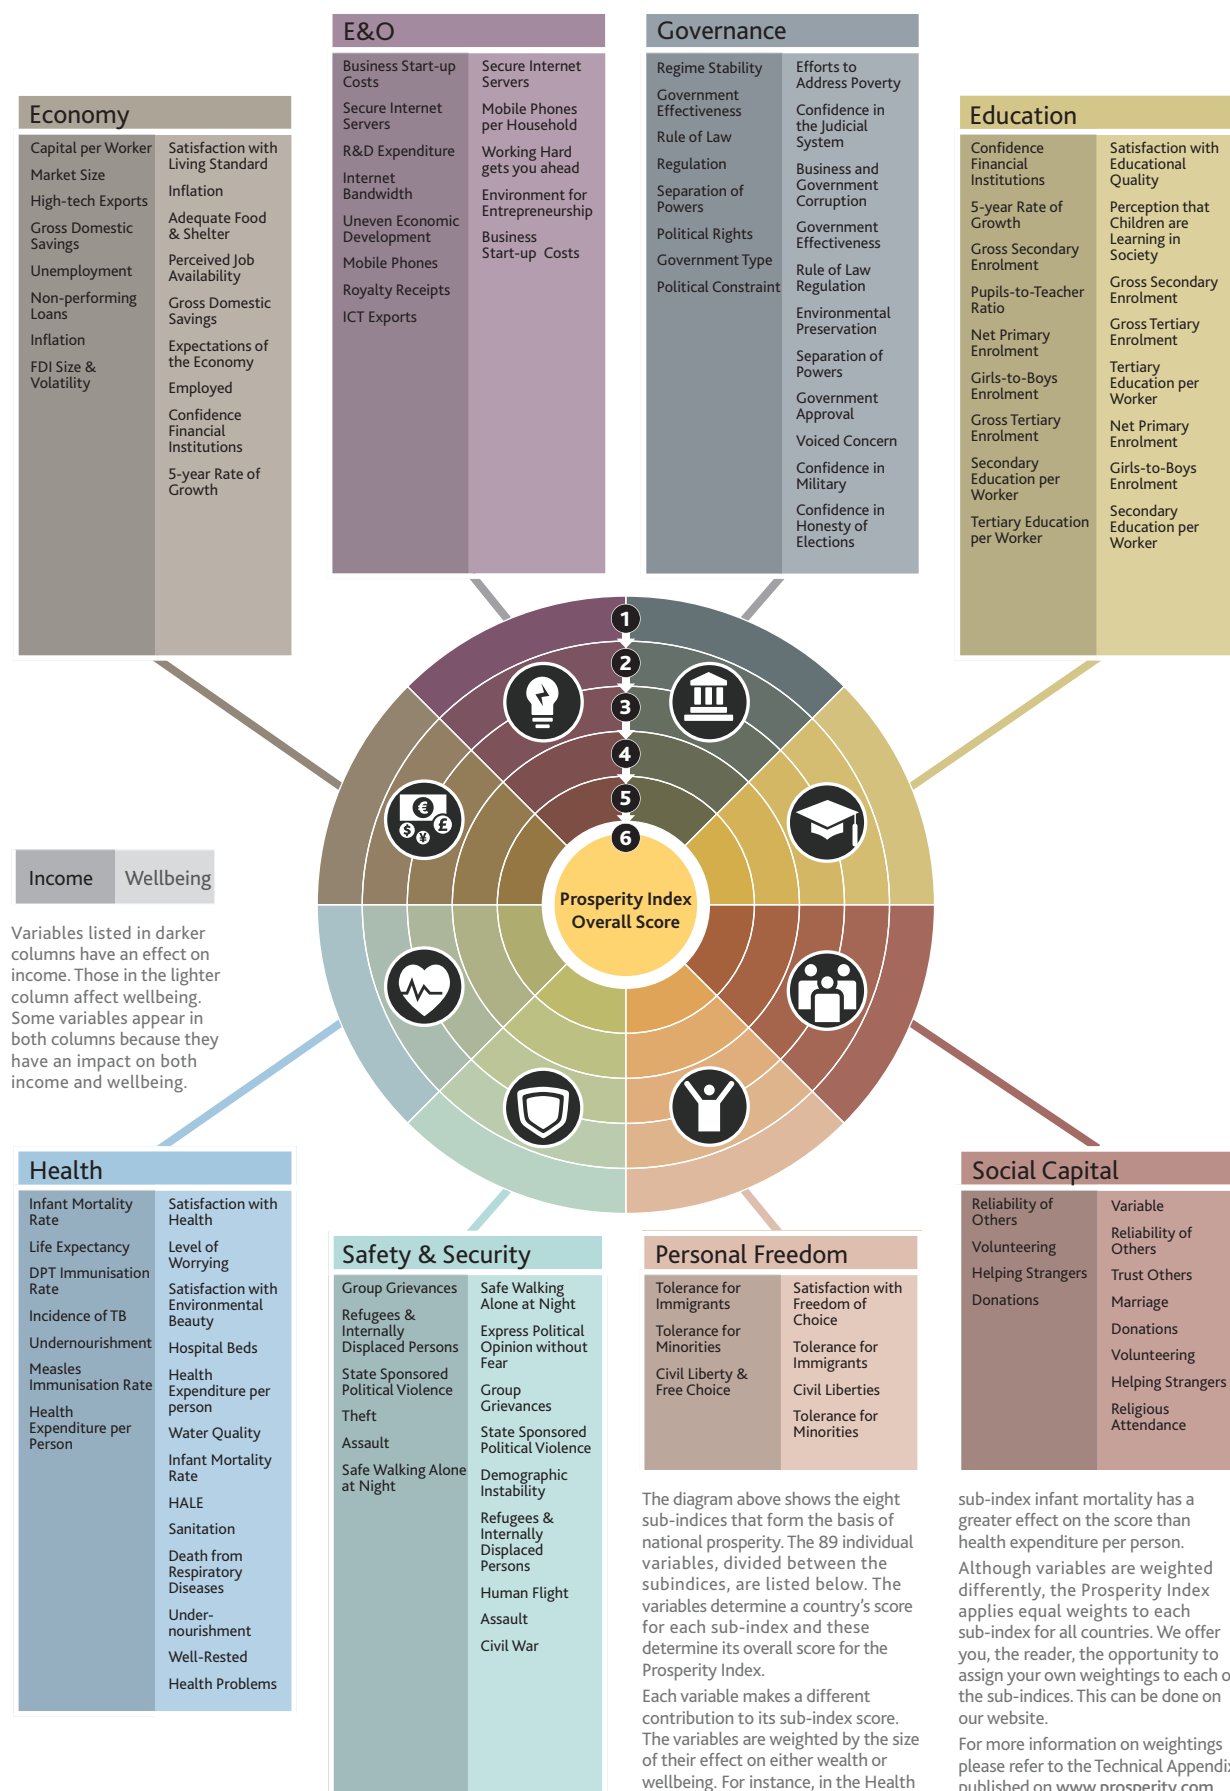 E&O
Business Start-up
Costs
Secure Internet
Servers
R&D Expenditure
Internet
Bandwidth
Uneven Economic
Development
Mobile Phones
Royalty Receipts
ICT Exports
Secure Internet
Servers
Mobile Phones
per Household
Working Hard
gets you ahead
Environment for
Entrepreneurship
Business
Start-up Costs
Governance
Regime Stability
Government
Effectiveness
Rule of Law
Regulation
Separation of
Powers
Political Rights
Government Type
Political Constraint
Efforts to
Address Poverty
Confidence in
the Judicial
System
Business and
Government
Corruption
Government
Effectiveness
Rule of Law
Regulation
Environmental
Preservation
Separation of
Powers
Government
Approval
Voiced Concern
Confidence in
Military
Confidence in
Honesty of
Elections
Economy
Capital per Worker
Market Size
High-tech Exports
Gross Domestic
Savings
Unemployment
Non-performing
Loans
Inflation
FDI Size &
Volatility
Satisfaction with
Living Standard
Inflation
Adequate Food
& Shelter
Perceived Job
Availability
Gross Domestic
Savings
Expectations of
the Economy
Employed
Confidence
Financial
Institutions
5-year Rate of
Growth
Education
Confidence
Financial
Institutions
5-year Rate of
Growth
Gross Secondary
Enrolment
Pupils-to-Teacher
Ratio
Net Primary
Enrolment
Girls-to-Boys
Enrolment
Gross Tertiary
Enrolment
Secondary
Education per
Worker
Tertiary Education
per Worker
Satisfaction with
Educational
Quality
Perception that
Children are
Learning in
Society
Gross Secondary
Enrolment
Gross Tertiary
Enrolment
Tertiary
Education per
Worker
Net Primary
Enrolment
Girls-to-Boys
Enrolment
Secondary
Education per
Worker
1
2
3
4
5
6
€
$ ¥ £
Prosperity Index
Overall Score
Income Wellbeing
Variables listed in darker
columns have an effect on
income. Those in the lighter
column affect wellbeing.
Some variables appear in
both columns because they
have an impact on both
income and wellbeing.
Health
Infant Mortality
Rate
Life Expectancy
DPT Immunisation
Rate
Incidence of TB
Undernourishment
Measles
Immunisation Rate
Health
Expenditure per
Person
Satisfaction with
Health
Level of
Worrying
Satisfaction with
Environmental
Beauty
Hospital Beds
Health
Expenditure per
person
Water Quality
Infant Mortality
Rate
HALE
Sanitation
Death from
Respiratory
Diseases
Under-
nourishment
Well-Rested
Health Problems
Safety & Security
Group Grievances
Refugees &
Internally
Displaced Persons
State Sponsored
Political Violence
Theft
Assault
Safe Walking Alone
at Night
Safe Walking
Alone at Night
Express Political
Opinion without
Fear
Group
Grievances
State Sponsored
Political Violence
Demographic
Instability
Refugees &
Internally
Displaced
Persons
Human Flight
Assault
Civil War
Personal Freedom
Tolerance for
Immigrants
Tolerance for
Minorities
Civil Liberty &
Free Choice
Satisfaction with
Freedom of
Choice
Tolerance for
Immigrants
Civil Liberties
Tolerance for
Minorities
Social Capital
Reliability of
Others
Volunteering
Helping Strangers
Donations
Variable
Reliability of
Others
Trust Others
Marriage
Donations
Volunteering
Helping Strangers
Religious
Attendance
The diagram above shows the eight
sub-indices that form the basis of
national prosperity. The 89 individual
variables, divided between the
subindices, are listed below. The
variables determine a country's score
for each sub-index and these
determine its overall score for the
Prosperity Index.
Each variable makes a different
contribution to its sub-index score.
The variables are weighted by the size
of their effect on either wealth or
wellbeing. For instance, in the Health
sub-index infant mortality has a
greater effect on the score than
health expenditure per person.
Although variables are weighted
differently, the Prosperity Index
applies equal weights to each
sub-index for all countries. We offer
you, the reader, the opportunity to
assign your own weightings to each o
the sub-indices. This can be done on
our website.
For more information on weightings
please refer to the Technical Appendix
published on www.prosperity.com